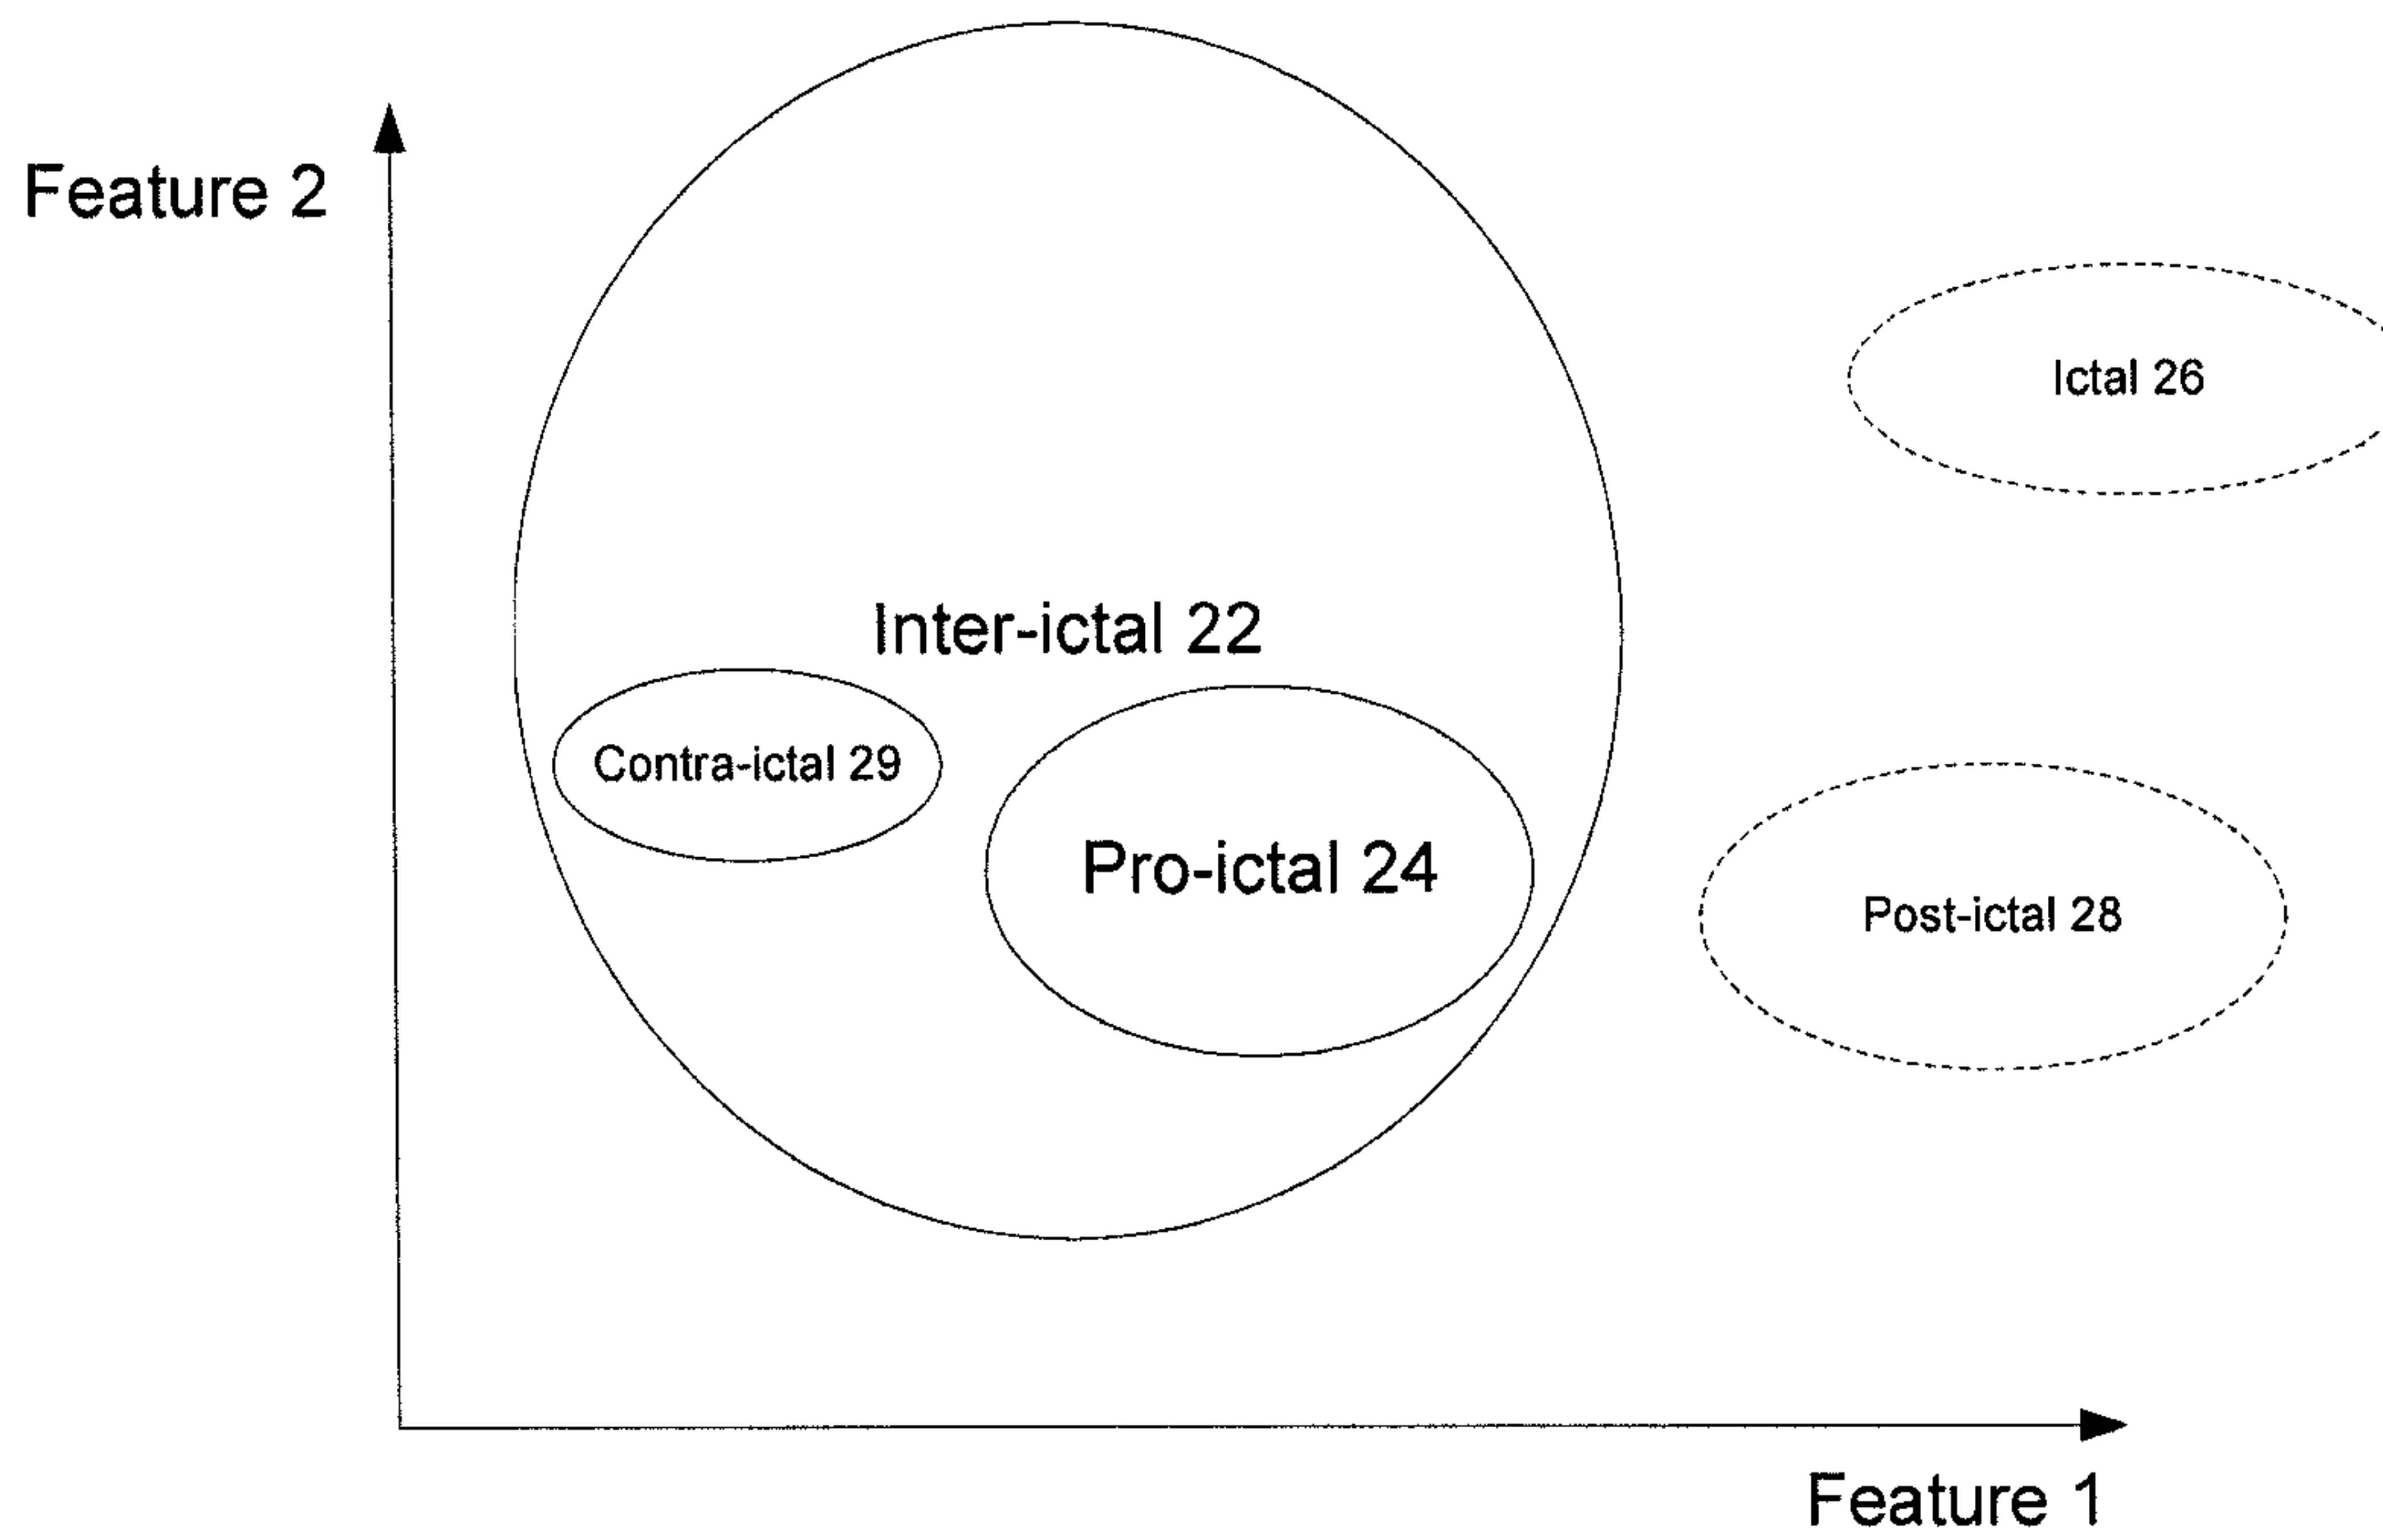 Feature 2
Ictal 26
Inter-ictal 22
Contra-ictal 29
Pro-ictal 24
Post-ictal 28
Feature 1